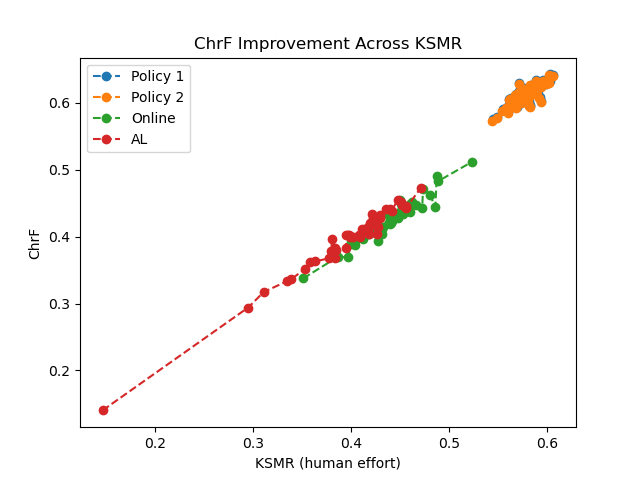 ChrF Improvement Across KSMR
Policy 1
Policy 2
Online
AL
ChrF
0.6
0.5
0.4
0.3
0.2
0.2 0.3 0.4 0.5 0.6
KSMR (human effort)